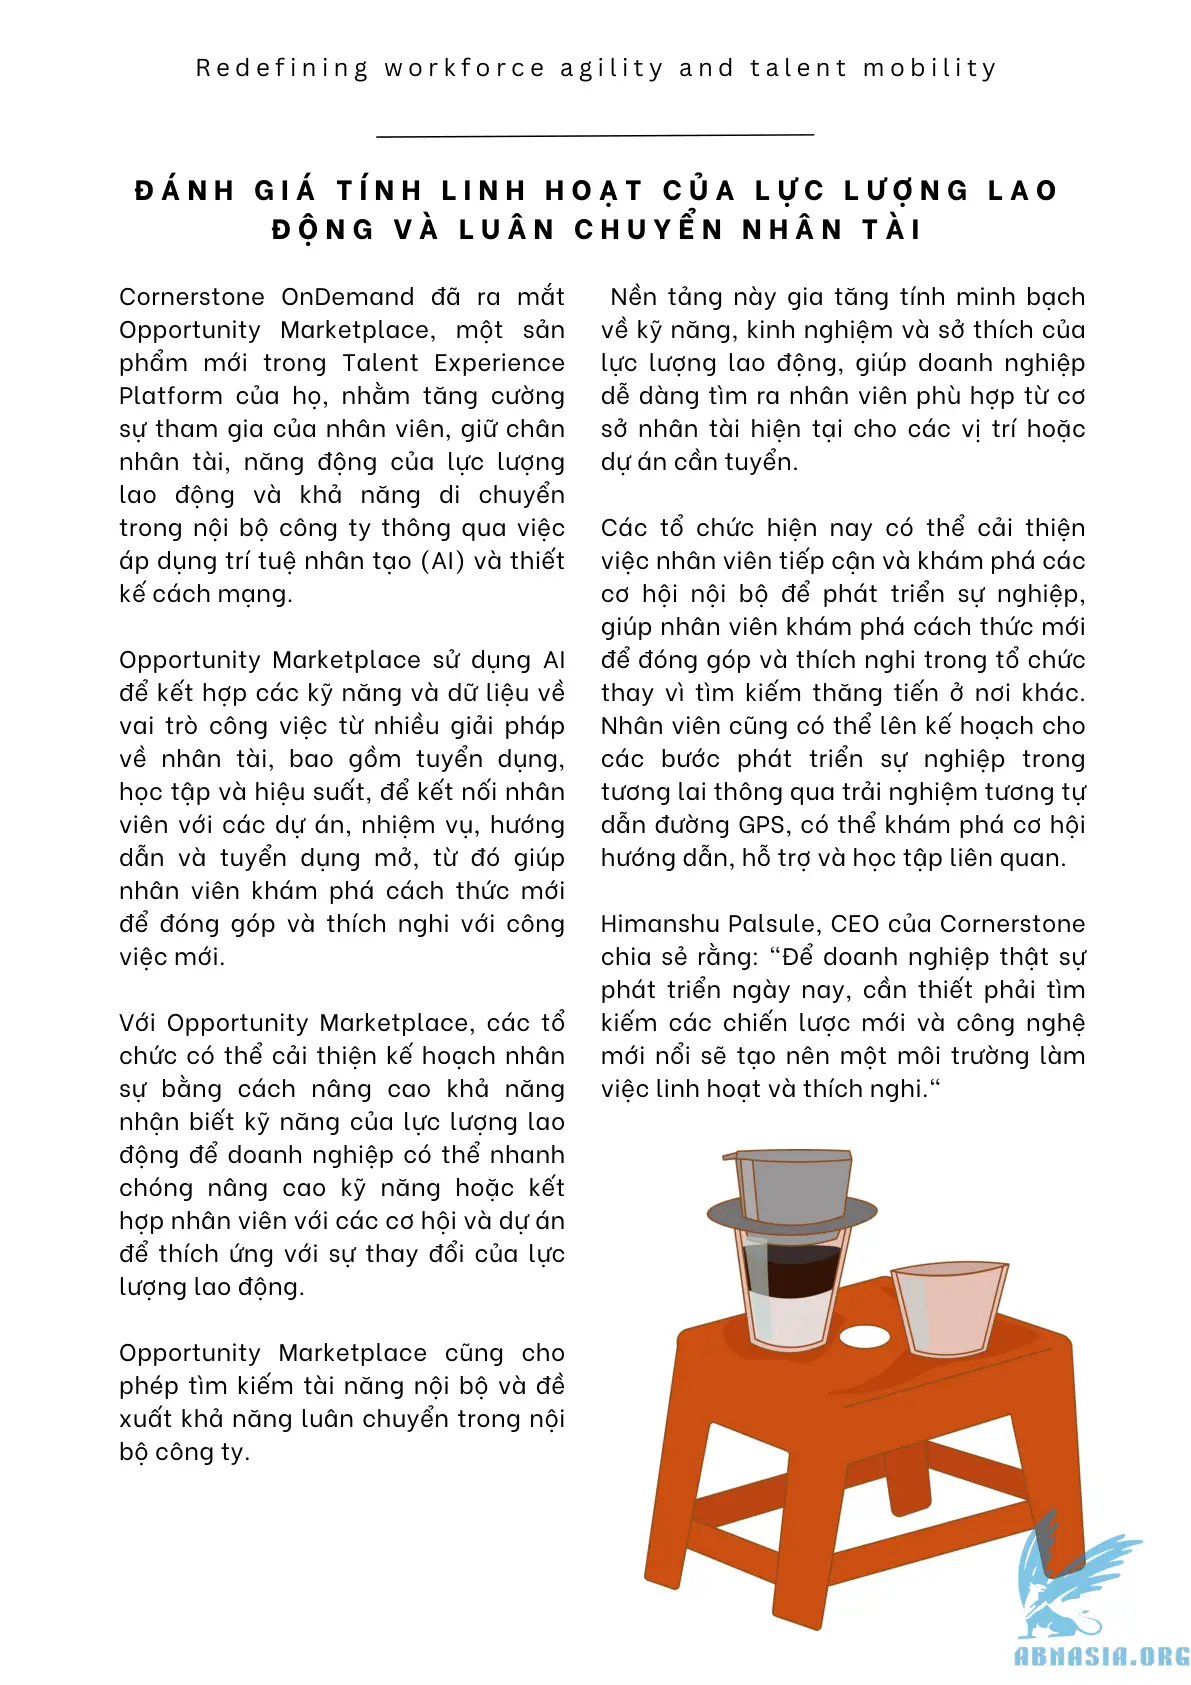 Redefining workforce agility and talent mobility
ĐÁNH GIÁ TÍNH LINH HOẠT CỦA LỰC LƯỢNG LAO
ĐỘNG VÀ LUÂN CHUYỂN NHÂN TÀI
Cornerstone OnDemand đã ra mắt
Opportunity Marketplace, một sản
phẩm mới trong Talent Experience
Platform của họ, nhằm tăng cường
sự tham gia của nhân viên, giữ chân
nhân tài, năng động của lực lượng
lao động và khả năng di chuyển
trong nội bộ công ty thông qua việc
áp dụng trí tuệ nhân tạo (AI) và thiết
kế cách mạng.
Opportunity Marketplace sử dụng AI
để kết hợp các kỹ năng và dữ liệu về
vai trò công việc từ nhiều giải pháp
về nhân tài, bao gồm tuyển dụng,
học tập và hiệu suất, để kết nối nhân
viên với các dự án, nhiệm vụ, hướng
dẫn và tuyển dụng mở, từ đó giúp
nhân viên khám phá cách thức mới
để đóng góp và thích nghi với công
việc mới.
Với Opportunity Marketplace, các tổ
chức có thể cải thiện kế hoạch nhân
sự bằng cách nâng cao khả năng
nhận biết kỹ năng của lực lượng lao
động để doanh nghiệp có thể nhanh
chóng nâng cao kỹ năng hoặc kết
hợp nhân viên với các cơ hội và dự án
để thích ứng với sự thay đổi của lực
lượng lao động.
Opportunity Marketplace cũng cho
phép tìm kiếm tài năng nội bộ và đề
xuất khả năng luân chuyển trong nội
bộ công ty.
Nền tảng này gia tăng tính minh bạch
về kỹ năng, kinh nghiệm và sở thích của
lực lượng lao động, giúp doanh nghiệp
dễ dàng tìm ra nhân viên phù hợp từ cơ
sở nhân tài hiện tại cho các vị trí hoặc
dự án cần tuyển.
Các tổ chức hiện nay có thể cải thiện
việc nhân viên tiếp cận và khám phá các
cơ hội nội bộ để phát triển sự nghiệp,
giúp nhân viên khám phá cách thức mới
để đóng góp và thích nghi trong tổ chức
thay vì tìm kiếm thăng tiến ở nơi khác.
Nhân viên cũng có thể lên kế hoạch cho
các bước phát triển sự nghiệp trong
tương lai thông qua trải nghiệm tương tự
dẫn đường GPS, có thể khám phá cơ hội
hướng dẫn, hỗ trợ và học tập liên quan.
Himanshu Palsule, CEO của Cornerstone
chia sẻ rằng: “Để doanh nghiệp thật sự
phát triển ngày nay, cần thiết phải tìm
kiếm các chiến lược mới và công nghệ
mới nổi sẽ tạo nên một môi trường làm
việc linh hoạt và thích nghi.“
ABNASIA.ORG